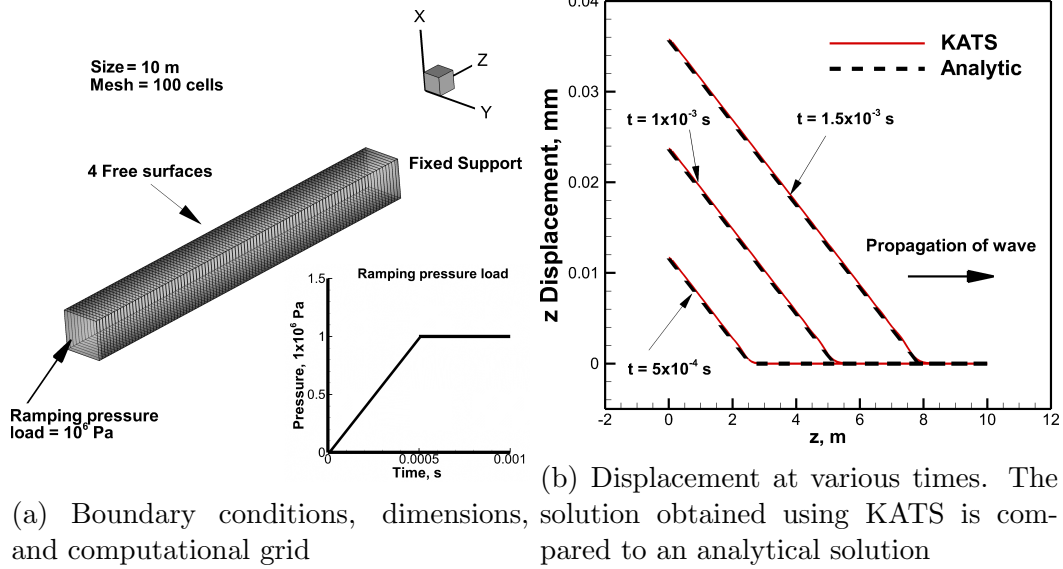 X
Z
Y
Size = 10 m
Mesh = 100 cells
4 Free surfaces
Fixed Support
Ramping pressure
load = 10⁶ Pa
Ramping pressure load
Pressure, 1x10⁶ Pa
1.5
1
0.5
0
0 0.0005 0.001
Time, s
(a) Boundary conditions, dimensions,
and computational grid
z Displacement, mm
0.04
0.03
0.02
0.01
0
-2 0 2 4 6 8 10 12
z, m
KATS
Analytic
t = 1x10⁻³ s
t = 1.5x10⁻³ s
t = 5x10⁻⁴ s
Propagation of wave
(b) Displacement at various times. The
solution obtained using KATS is com-
pared to an analytical solution